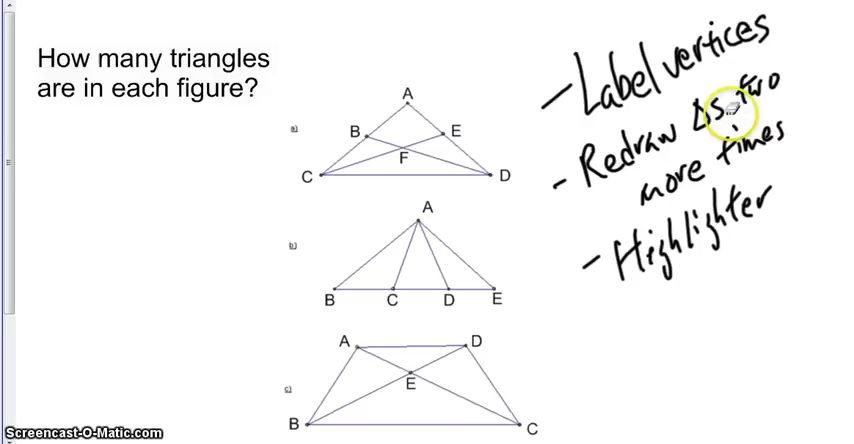 How many triangles
are in each figure?
a)
A
B
E
F
C
D
b)
A
B
C
D
E
c)
A
D
E
B
C
- Label vertices
- Redraw Δs two
more times
- Highlighter
Screencast-O-Matic.com